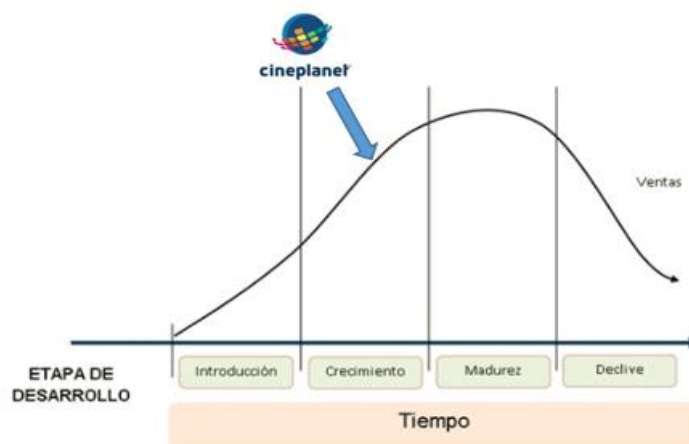 cineplanet
Ventas
Introducción
Crecimiento
Madurez
Declive
ETAPA DE
DESARROLLO
Tiempo